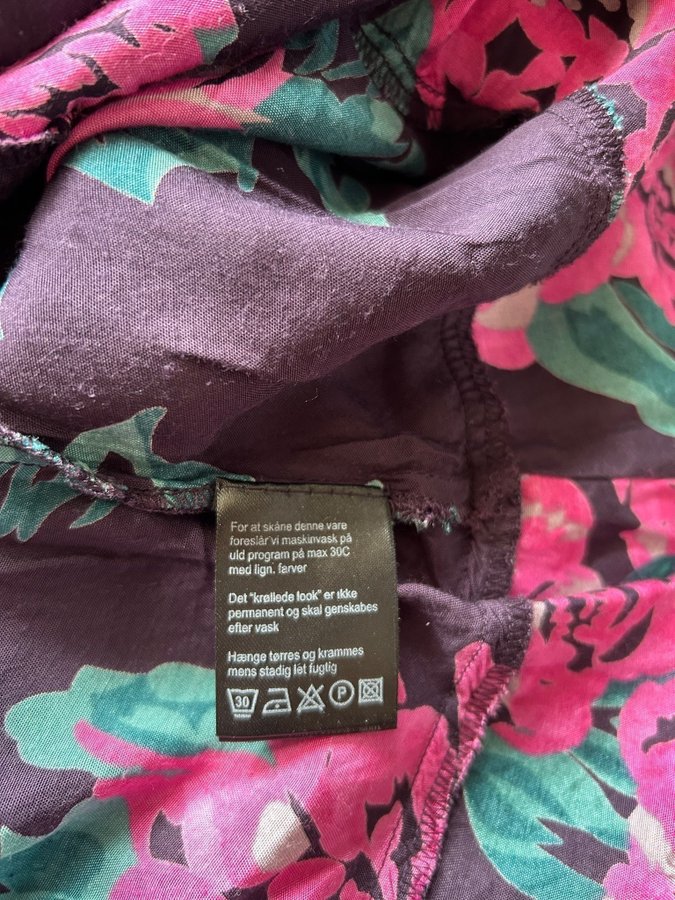 For at skåne denne vare
foreslår vi maskinvask på
uld program på max 30C
med lign. farver
Det "krøllede look" er ikke
permanent og skal genskabes
efter vask
Hænge tørres og krammes
mens stadig lét fugtig
30 P